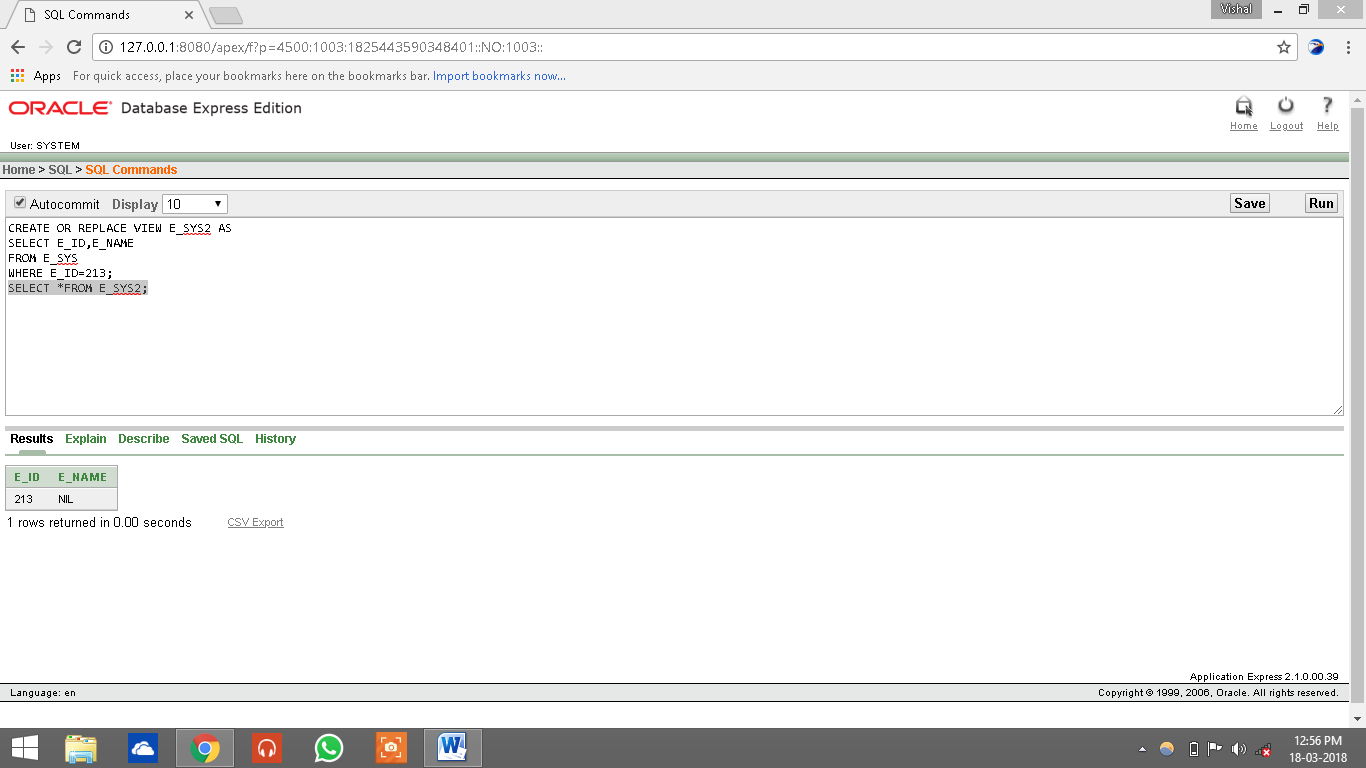 SQL Commands
Vishal
127.0.0.1:8080/apex/f?p=4500:1003:1825443590348401::NO:1003::
Apps For quick access, place your bookmarks here on the bookmarks bar. Import bookmarks now...
ORACLE Database Express Edition
Home Logout Help
User: SYSTEM
Home > SQL > SQL Commands
Autocommit Display 10 Save Run
CREATE OR REPLACE VIEW E_SYS2 AS
SELECT E_ID,E_NAME
FROM E_SYS
WHERE E_ID=213;
SELECT *FROM E_SYS2;
Results Explain Describe Saved SQL History
E_ID E_NAME
213 NIL
1 rows returned in 0.00 seconds CSV Export
Application Express 2.1.0.00.39
Language: en Copyright © 1999, 2006, Oracle. All rights reserved.
12:56 PM
18-03-2018